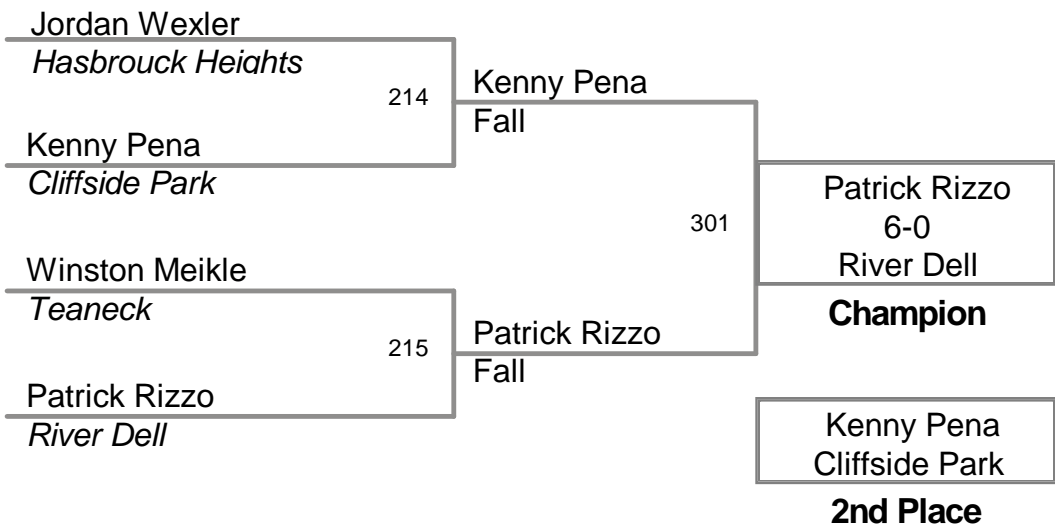 Jordan Wexler
Hasbrouck Heights
214
Kenny Pena
Fall
Kenny Pena
Cliffside Park
301
Patrick Rizzo
6-0
River Dell
Champion
Winston Meikle
Teaneck
215
Patrick Rizzo
Fall
Patrick Rizzo
River Dell
Kenny Pena
Cliffside Park
2nd Place